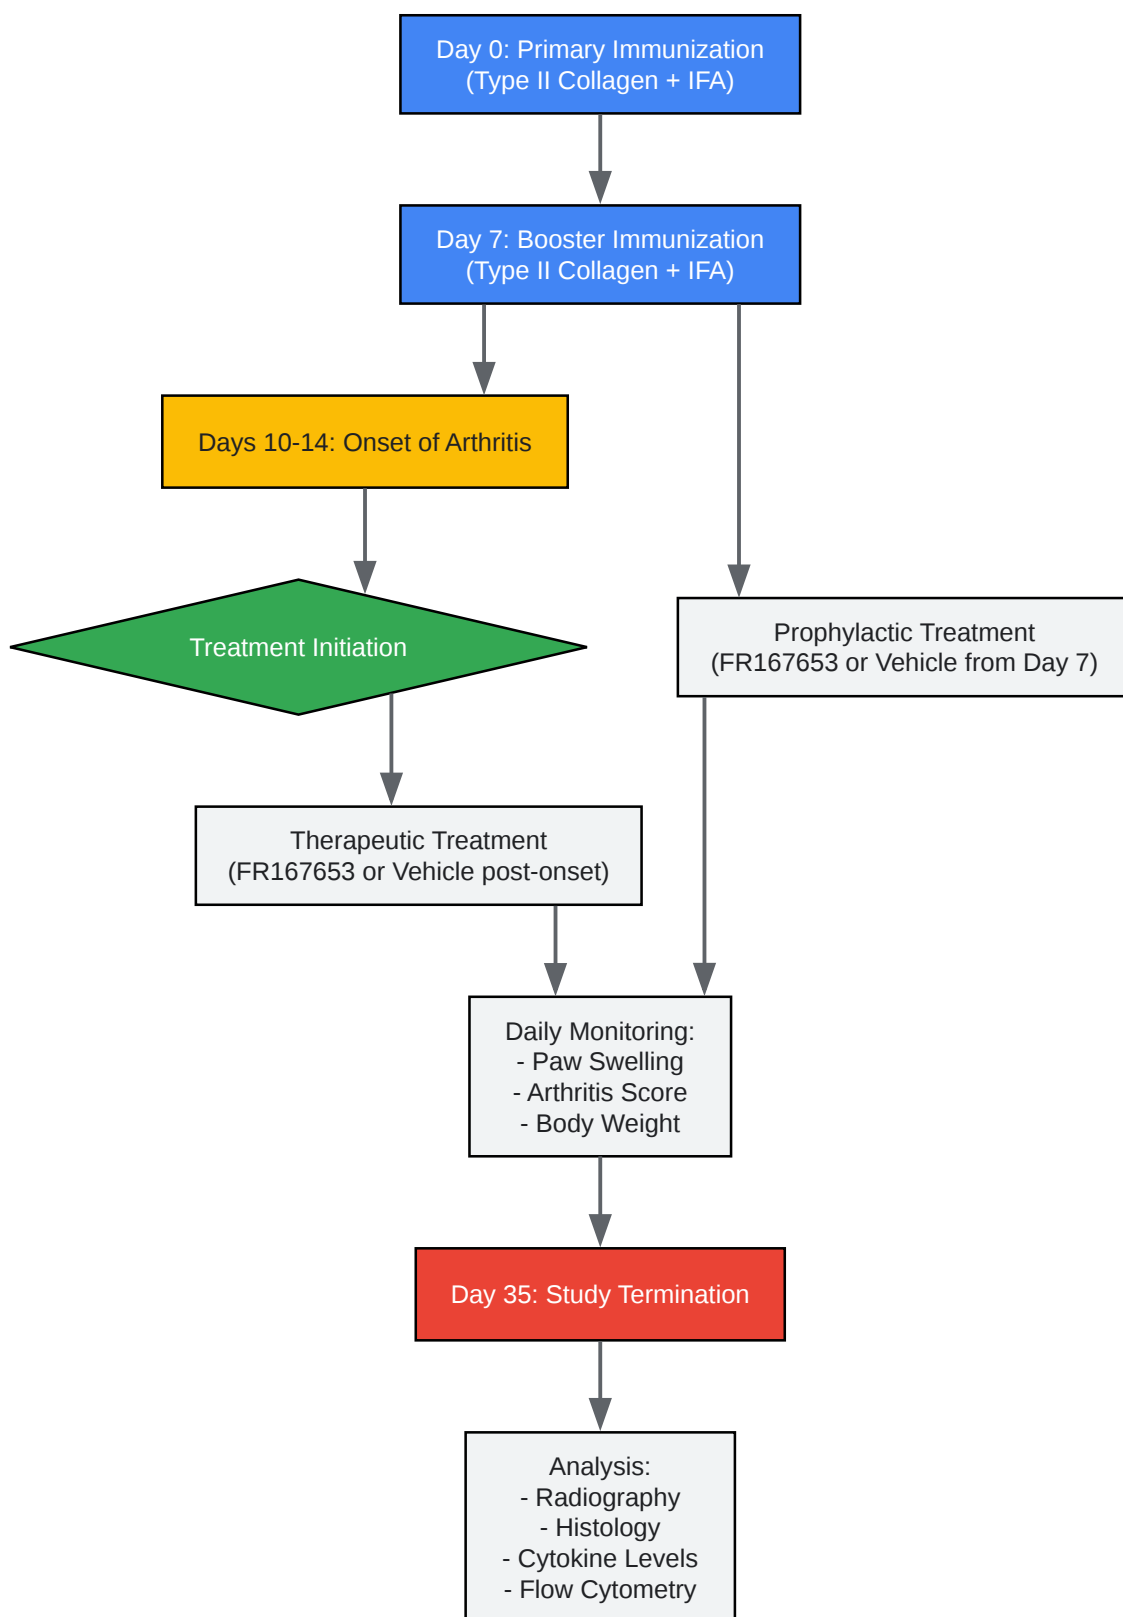 Day 0: Primary Immunization
(Type II Collagen + IFA)
Day 7: Booster Immunization
(Type II Collagen + IFA)
Days 10-14: Onset of Arthritis
Treatment Initiation
Prophylactic Treatment
(FR167653 or Vehicle from Day 7)
Therapeutic Treatment
(FR167653 or Vehicle post-onset)
Daily Monitoring:
- Paw Swelling
- Arthritis Score
- Body Weight
Day 35: Study Termination
Analysis:
- Radiography
- Histology
- Cytokine Levels
- Flow Cytometry